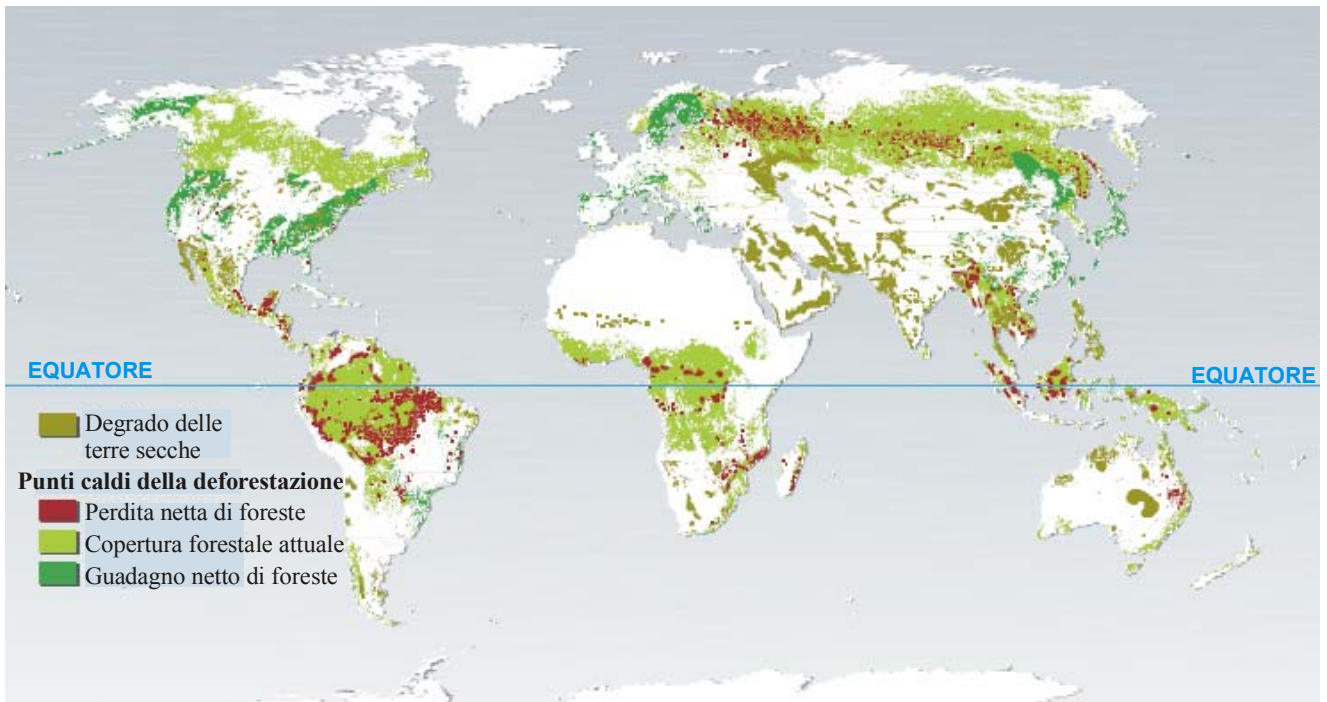 EQUATORE
EQUATORE
Degrado delle
terre secche
Punti caldi della deforestazione
Perdita netta di foreste
Copertura forestale attuale
Guadagno netto di foreste